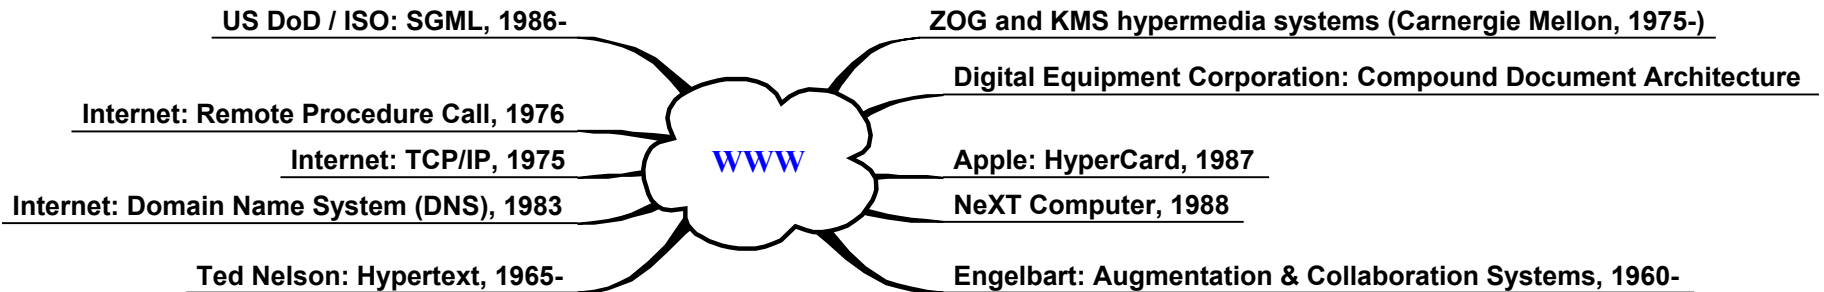 US DoD / ISO: SGML, 1986-
Internet: Remote Procedure Call, 1976
Internet: TCP/IP, 1975
Internet: Domain Name System (DNS), 1983
Ted Nelson: Hypertext, 1965-
WWW
ZOG and KMS hypermedia systems (Carnergie Mellon, 1975-)
Digital Equipment Corporation: Compound Document Architecture
Apple: HyperCard, 1987
NeXT Computer, 1988
Engelbart: Augmentation & Collaboration Systems, 1960-